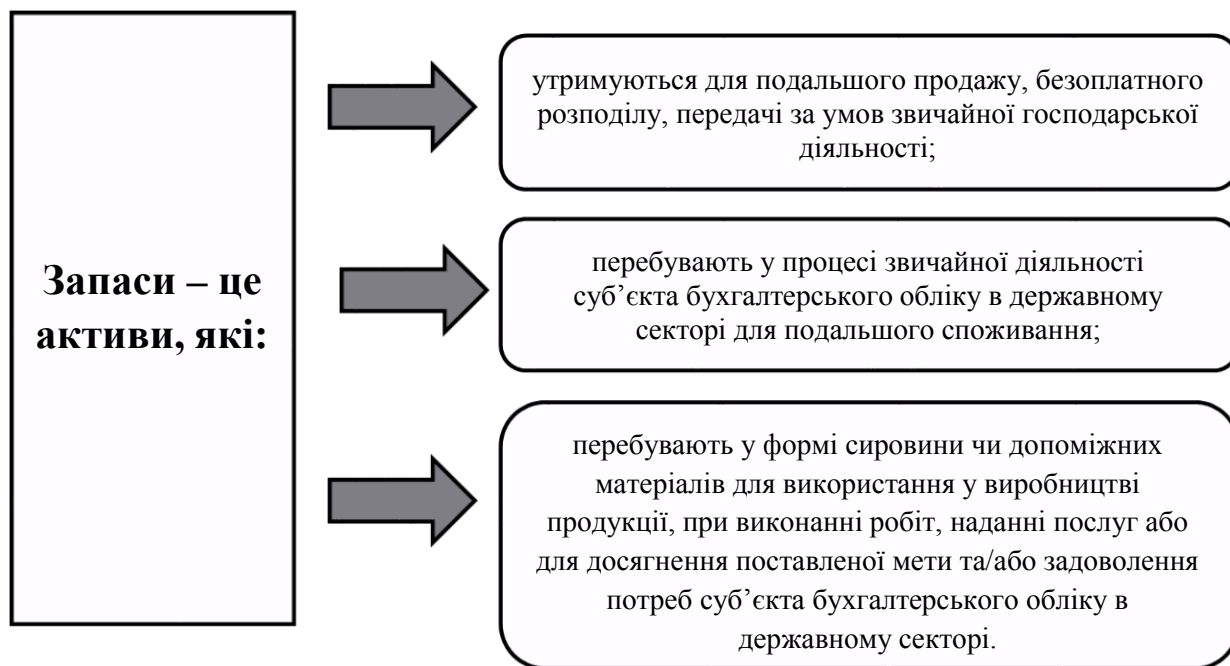 Запаси – це
активи, які:
утримуються для подальшого продажу, безоплатного
розподілу, передачі за умов звичайної господарської
діяльності;
перебувають у процесі звичайної діяльності
суб’єкта бухгалтерського обліку в державному
секторі для подальшого споживання;
перебувають у формі сировини чи допоміжних
матеріалів для використання у виробництві
продукції, при виконанні робіт, наданні послуг або
для досягнення поставленої мети та/або задоволення
потреб суб’єкта бухгалтерського обліку в
державному секторі.